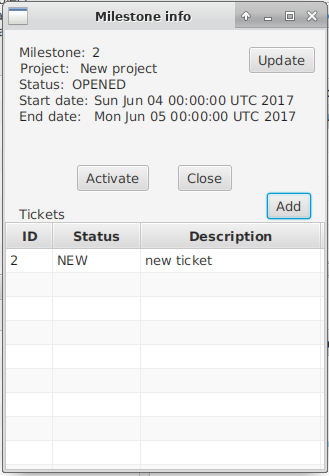 Milestone info
Milestone: 2
Update
Project: New project
Status: OPENED
Start date: Sun Jun 04 00:00:00 UTC 2017
End date: Mon Jun 05 00:00:00 UTC 2017
Activate Close
Add
Tickets
ID Status Description
2 NEW new ticket